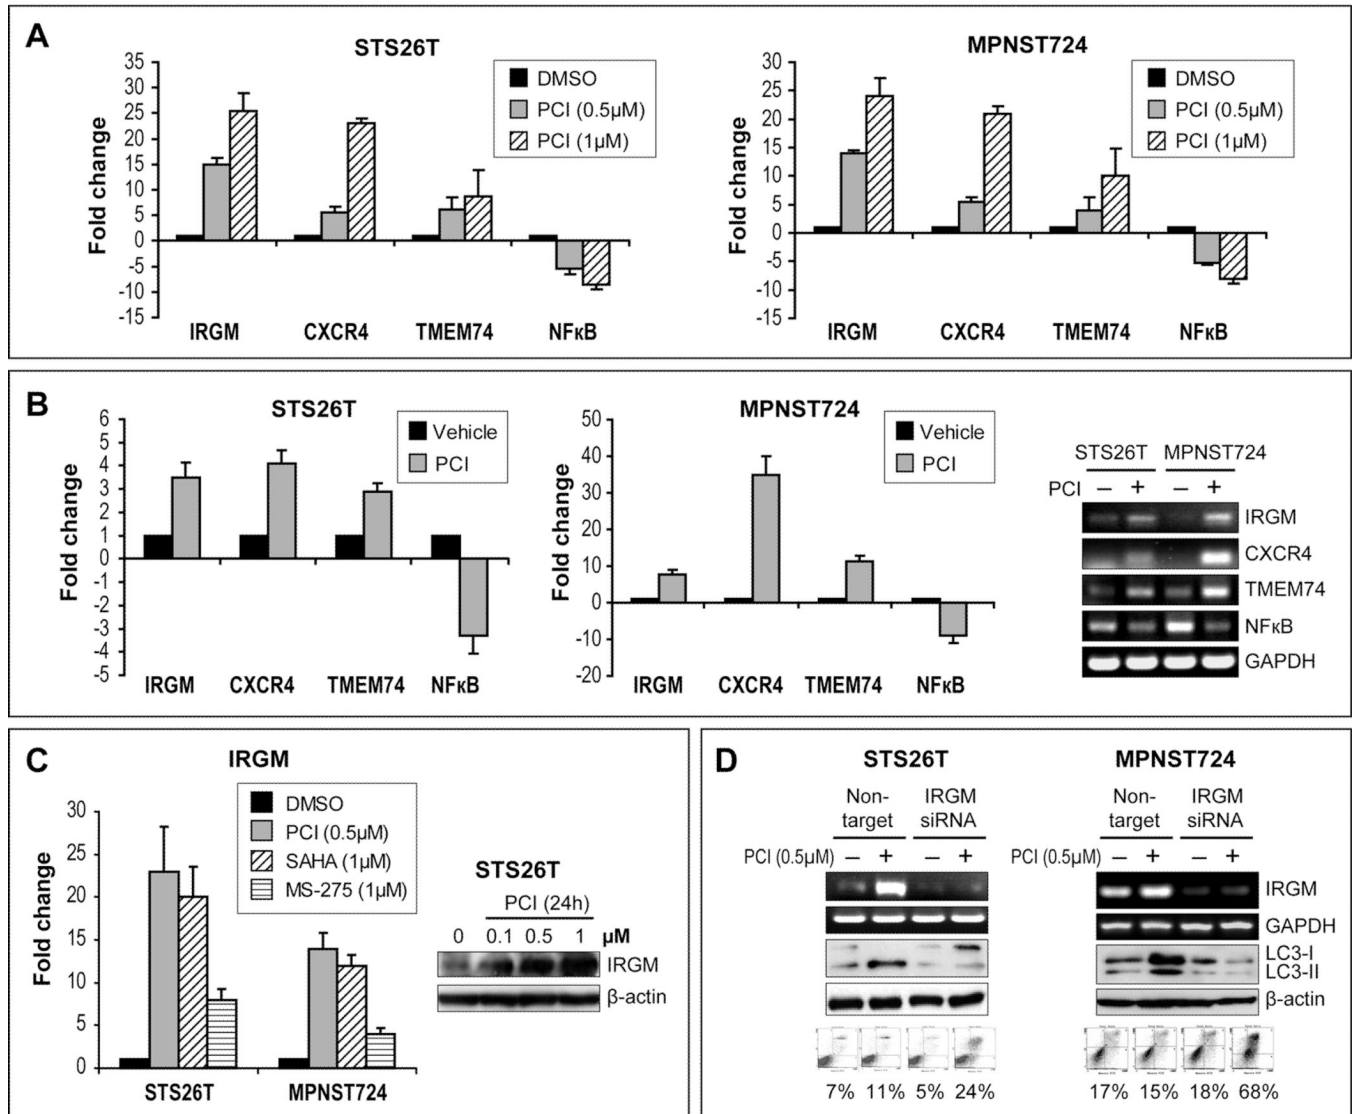 A
STS26T
35
30
25
20
15
10
5
0
-5
-10
-15
Fold change
DMSO
PCI (0.5µM)
PCI (1µM)
IRGM CXCR4 TMEM74 NFκB
MPNST724
30
25
20
15
10
5
0
-5
-10
-15
Fold change
DMSO
PCI (0.5µM)
PCI (1µM)
IRGM CXCR4 TMEM74 NFκB
B
STS26T
6
5
4
3
2
1
0
-1
-2
-3
-4
-5
Fold change
Vehicle
PCI
IRGM CXCR4 TMEM74 NFκB
MPNST724
50
40
30
20
10
0
-10
-20
Fold change
Vehicle
PCI
IRGM CXCR4 TMEM74 NFκB
STS26T MPNST724
PCI – + – +
IRGM
CXCR4
TMEM74
NFκB
GAPDH
C
IRGM
30
25
20
15
10
5
0
Fold change
DMSO
PCI (0.5µM)
SAHA (1µM)
MS-275 (1µM)
STS26T MPNST724
STS26T
PCI (24h)
0 0.1 0.5 1 µM
IRGM
β-actin
D
STS26T MPNST724
Non- IRGM Non- IRGM
target siRNA target siRNA
PCI (0.5µM) – + – + PCI (0.5µM) – + – +
IRGM
GAPDH
LC3-I
LC3-II
β-actin
7% 11% 5% 24% 17% 15% 18% 68%